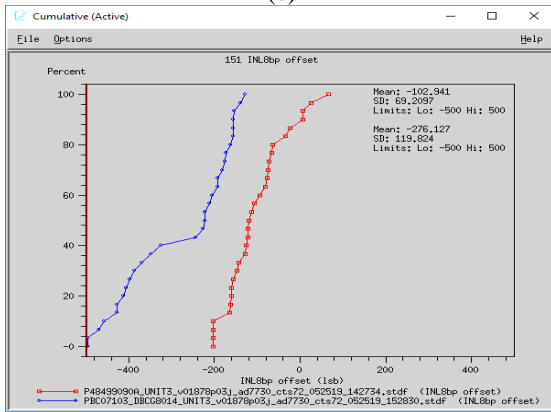 Cumulative (Active)
File Options Help
151 INL8bp offset
Percent
Mean: -102.941
SD: 69.2097
Limits: Lo: -500 Hi: 500
Mean: -276.127
SD: 119.824
Limits: Lo: -500 Hi: 500
100
80
60
40
20
-0
-400 -200 0 200 400
INL8bp offset (lsb)
P48499090A_UNIT3_v01878p03j_ad7730_cts72_052519_142734.stdf (INL8bp offset)
PBC07103_DBCG8014_UNIT3_v01878p03j_ad7730_cts72_052519_152830.stdf (INL8bp offset)